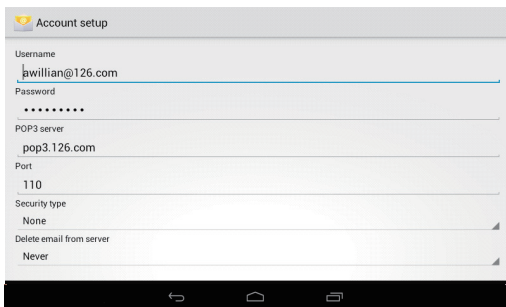 Account setup
Username
awillian@126.com
Password
•••••••••
POP3 server
pop3.126.com
Port
110
Security type
None
Delete email from server
Never